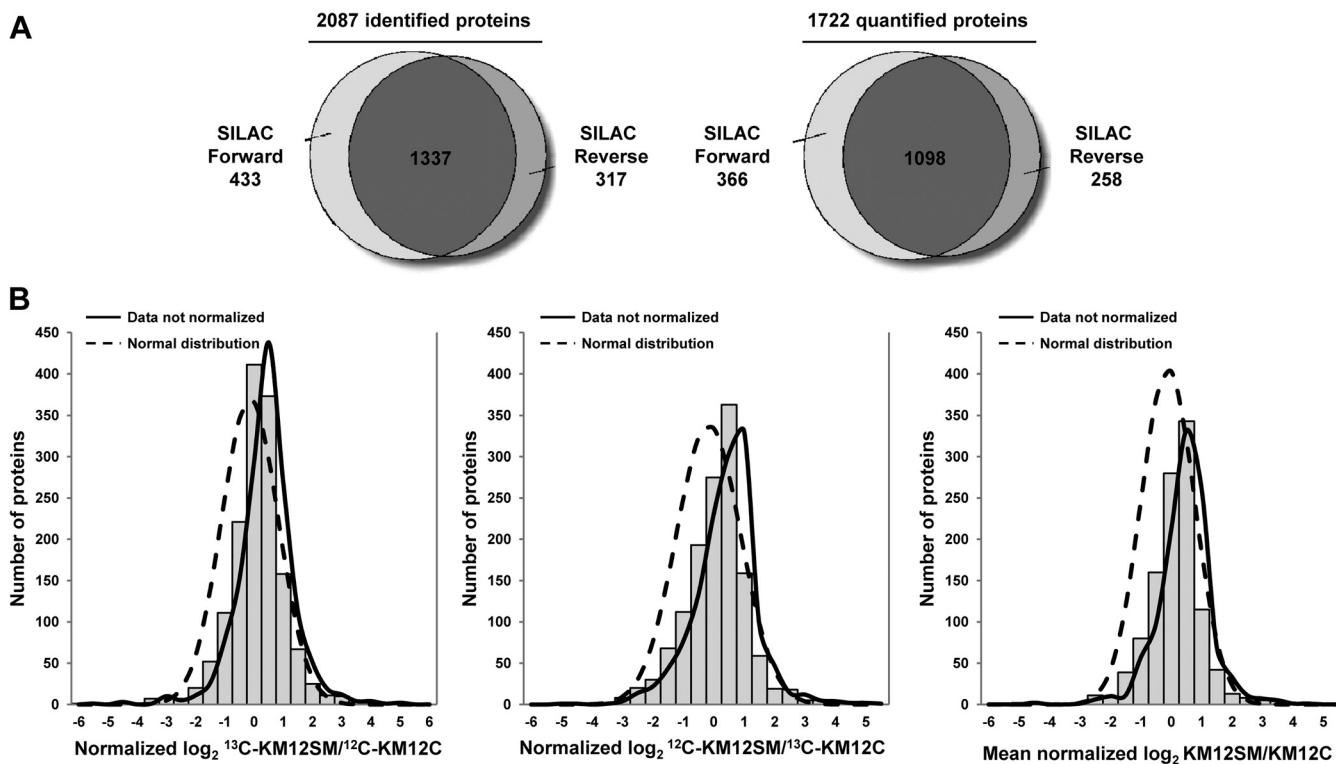 A
2087 identified proteins
1722 quantified proteins
SILAC
Forward
433
1337
SILAC
Reverse
317
SILAC
Forward
366
1098
SILAC
Reverse
258
B
Data not normalized
Normal distribution
450
400
350
300
250
200
150
100
50
0
Number of proteins
-6 -5 -4 -3 -2 -1 0 1 2 3 4 5 6
Normalized log₂ ¹³C-KM12SM/¹²C-KM12C
Data not normalized
Normal distribution
450
400
350
300
250
200
150
100
50
0
Number of proteins
-6 -5 -4 -3 -2 -1 0 1 2 3 4 5
Normalized log₂ ¹²C-KM12SM/¹³C-KM12C
Data not normalized
Normal distribution
450
400
350
300
250
200
150
100
50
0
Number of proteins
-6 -5 -4 -3 -2 -1 0 1 2 3 4 5
Mean normalized log₂ KM12SM/KM12C